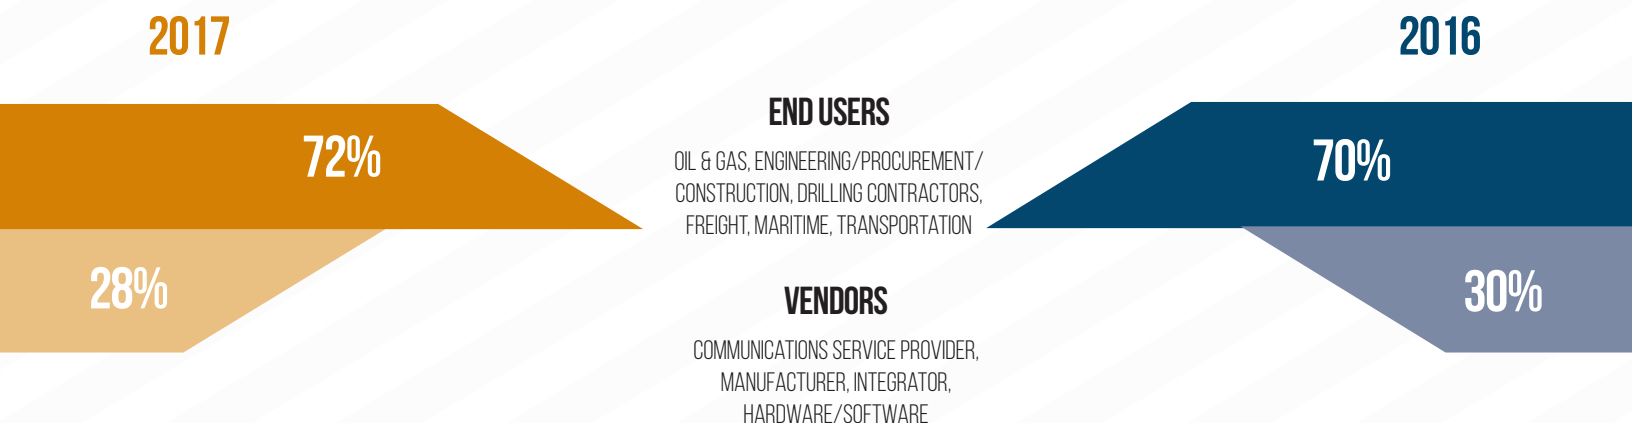 2017
2016
END USERS
72%
70%
OIL & GAS, ENGINEERING/PROCUREMENT/
CONSTRUCTION, DRILLING CONTRACTORS,
FREIGHT, MARITIME, TRANSPORTATION
28%
30%
VENDORS
COMMUNICATIONS SERVICE PROVIDER,
MANUFACTURER, INTEGRATOR,
HARDWARE/SOFTWARE